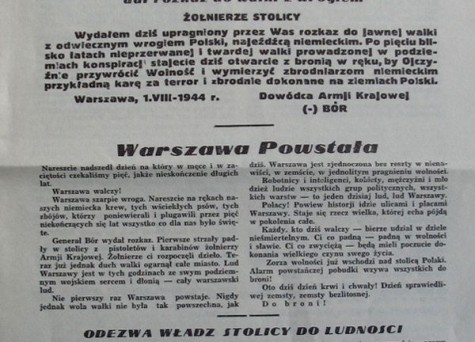 ŻOŁNIERZE STOLICY
Wydałem dziś upragniony przez Was rozkaz do jawnej walki
z odwiecznym wrogiem Polski, najeźdźcą niemieckim. Po pięciu bli-
sko latach nieprzerwanej i twardej walki prowadzonej w podzie-
miach konspiracji stajecie dziś otwarcie z bronią w ręku, by Ojczy-
źnie przywrócić Wolność i wymierzyć zbrodniarzom niemieckim
przykładną karę za terror i zbrodnie dokonane na ziemiach Polski.
Warszawa, 1.VIII-1944 r.
Dowódca Armji Krajowej
(-) BÓR
Warszawa Powstała
Nareszcie nadszedł dzień na który w męce i w za-
ciętości czekaliśmy pięć, jakże nieskończenie długich
lat.
Warszawa walczy!
Warszawa szarpie wroga. Nareszcie na rękach na-
szych niemiecka krew, tych wściekłych psów, tych
zbójów, którzy poniewierali i plugawili przez pięć
niekończących się lat wszystko co dla nas było świę-
te.
Generał Bór wydał rozkaz. Pierwsze strzały pad-
ły w stolicy z pistoletów i karabinów żołnierzy
Armji Krajowej. Żołnierze ci rozpoczęli dzieło. Te-
raz już jednak duch walki ogarnął całe miasto. Lud
Warszawy jest w tych godzinach ze swym podziem-
nym wojskiem sercem i dłonią — cały warszawski
lud.
Nie pierwszy raz Warszawa powstaje. Nigdy
jednak wola walki nie była tak powszechna, jak
dziś. Warszawa jest zjednoczona bez reszty w niena-
wiści, w zemście, w jednolitym pragnieniu wolności.
Robotnicy i inteligenci, kobiety, mężczyźni i mło
dzież ludzie wszystkich grup politycznych, wszyst-
kich warstw — to jeden dzisiaj lud, lud Warszawy.
Polacy! Powiew historji idzie ulicami i placami
Warszawy. Staje się rzecz wielka, której echa pójdą
w pokolenia całe.
Każdy, kto dziś walczy — bierze udział w dziele
nieśmiertelnym. Ci co padną — padną w wolności
i sławie. Ci co zwyciężą — będą mieli poczucie do-
konania wielkiego czynu swego życia.
Zorza wolności już wschodzi nad stolicą Polski.
Alarm powstańczej pobudki wzywa wszystkich do
broni!
Oto dziś dzień krwi i chwały! Dzień sprawiedli-
wej zemsty, zemsty bezlitosnej.
Do broni!
ODEZWA WŁADZ STOLICY DO LUDNOŚCI